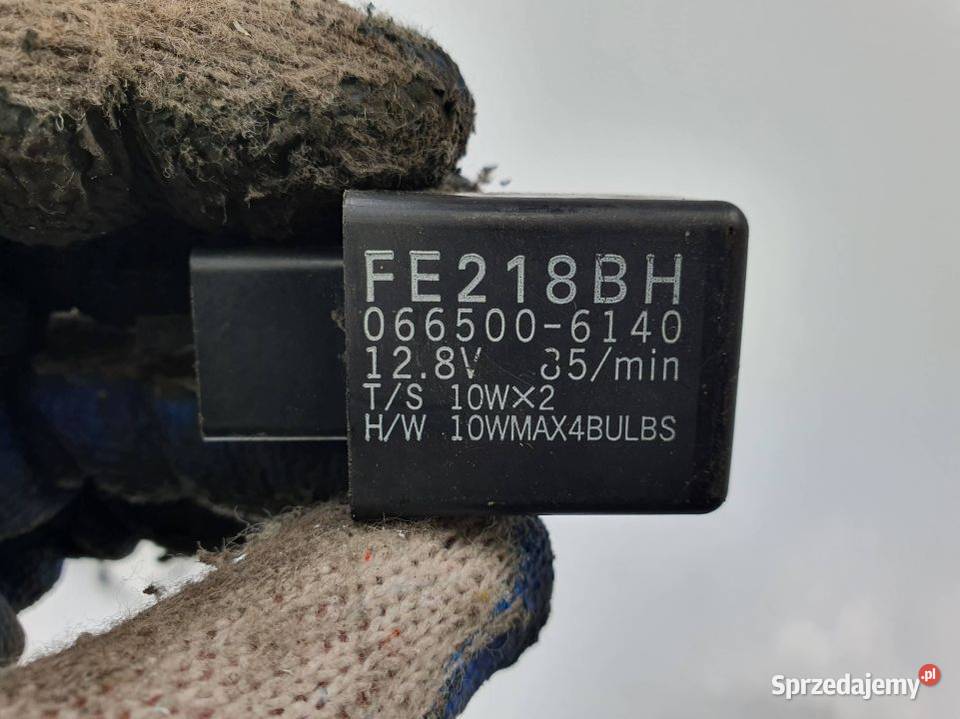 FE218BH
066500-6140
12.8V 85/min
T/S 10W×2
H/W 10WMAX4BULBS
Sprzedajemy.pl